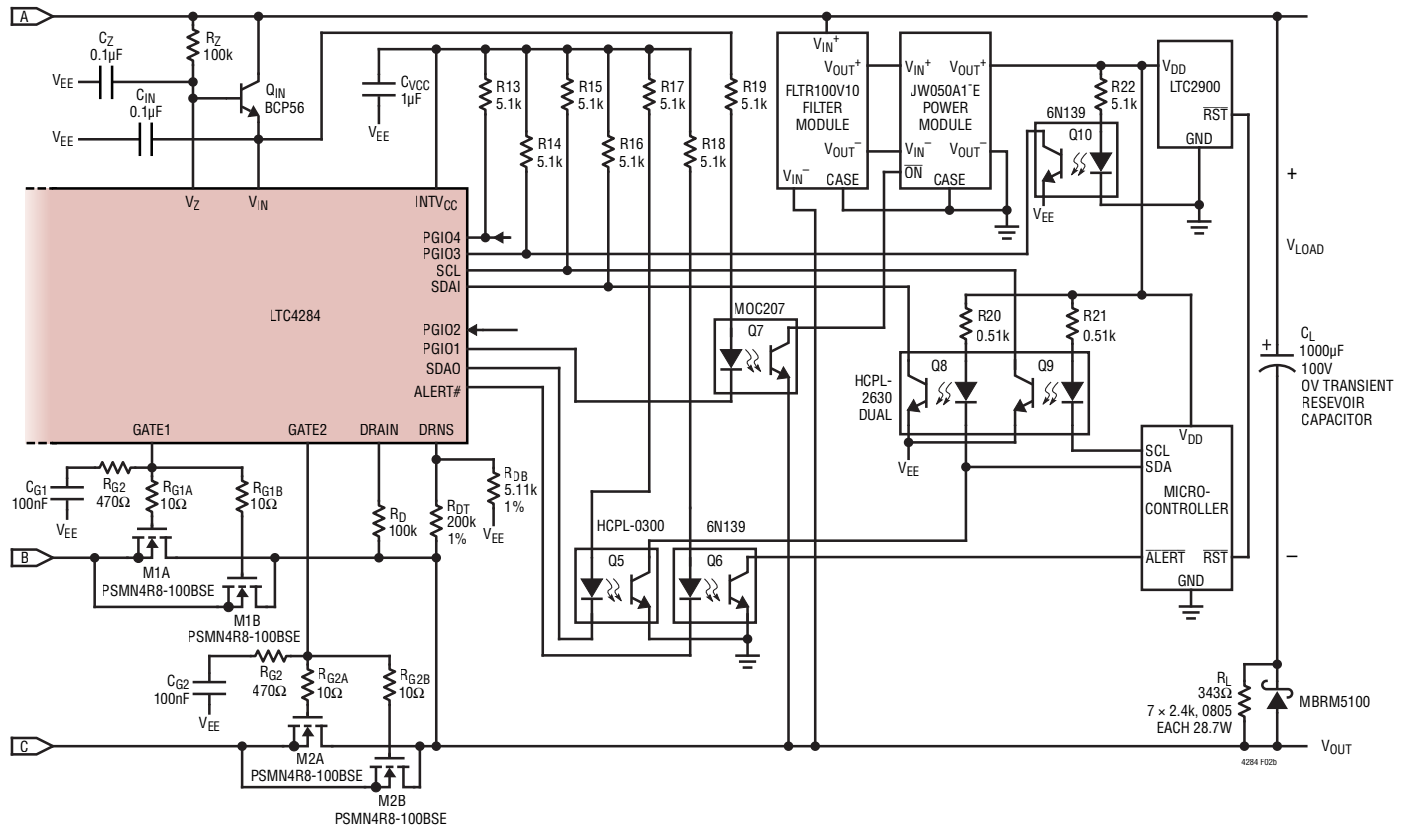 A
CZ
0.1µF
RZ
100k
VEE
CIN
0.1µF
VEE
QIN
BCP56
CVCC
1µF
VEE
R13
5.1k
R14
5.1k
R15
5.1k
R16
5.1k
R17
5.1k
R18
5.1k
R19
5.1k
VIN+
VOUT+
FLTR100V10
FILTER
MODULE
VOUT–
VIN–
CASE
VIN+
VOUT+
JW050A1-E
POWER
MODULE
VIN–
VOUT–
ON
CASE
6N139
Q10
VEE
R22
5.1k
VDD
LTC2900
RST
GND
+
VLOAD
–
VZ
VIN
INTVCC
PGIO4
PGIO3
SCL
SDAI
LTC4284
PGIO2
PGIO1
SDAO
ALERT#
GATE1
GATE2
DRAIN
DRNS
MOC207
Q7
R20
0.51k
R21
0.51k
HCPL-
2630
DUAL
Q8
Q9
VEE
+
CL
1000µF
100V
OV TRANSIENT
RESEVOIR
CAPACITOR
VDD
SCL
SDA
MICRO-
CONTROLLER
ALERT
RST
GND
CG1
100nF
VEE
RG2
470Ω
RG1A
10Ω
RG1B
10Ω
RD
100k
RDT
200k
1%
RDB
5.11k
1%
VEE
HCPL-0300
Q5
6N139
Q6
B
M1A
PSMN4R8-100BSE
M1B
PSMN4R8-100BSE
CG2
100nF
VEE
RG2
470Ω
RG2A
10Ω
RG2B
10Ω
RL
343Ω
7 × 2.4k, 0805
EACH 28.7W
MBRM5100
C
M2A
PSMN4R8-100BSE
M2B
PSMN4R8-100BSE
VOUT
4284 F02b